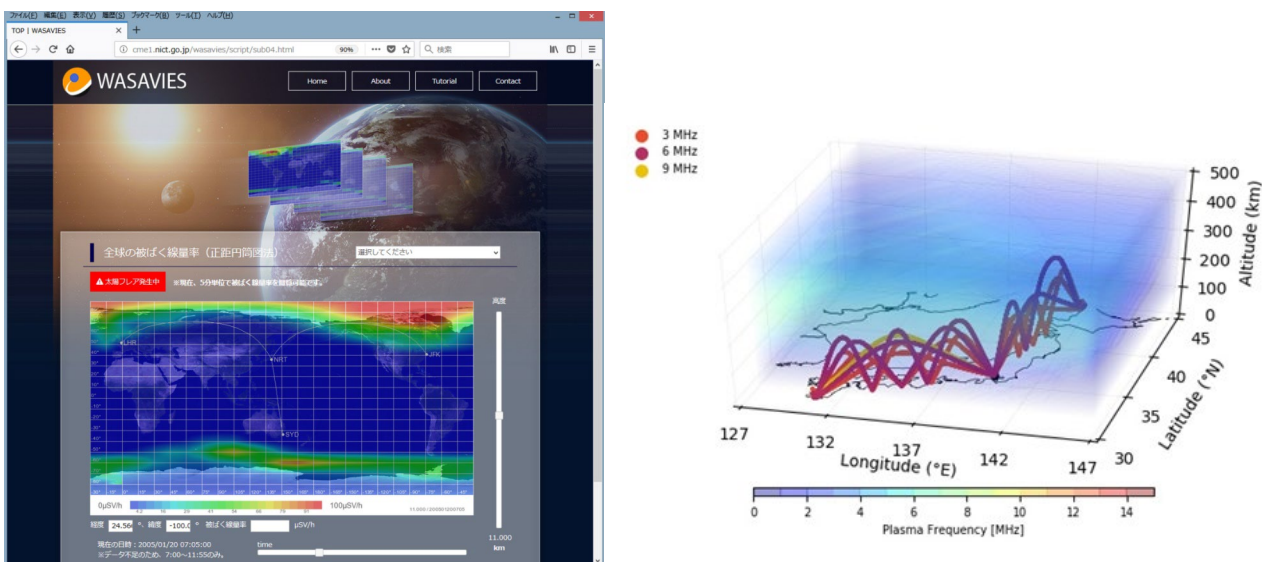 ファイル(F) 編集(E) 表示(V) 履歴(S) ブックマーク(B) ツール(T) ヘルプ(H)
TOP | WASAVIES
cme1.nict.go.jp/wasavies/script/sub04.html
90%
検索
WASAVIES
Home
About
Tutorial
Contact
全球の被ばく線量率（正距円筒図法）
選択してください
太陽フレア発生中
※現在、5分単位で被ばく線量率を閲覧可能です。
高度
LHR
NRT
JFK
SYD
0μSV/h
100μSV/h
経度 24.56 °、緯度 -100.0 ° 被ばく線量率 μSV/h
11.000
km
現在の日時：2005/01/20 07:05:00
※データ不足のため、7:00～11:55のみ。
time
3 MHz
6 MHz
9 MHz
500
400
300
200
100
0
Altitude (km)
45
40
35
30
Latitude (°N)
127
132
137
142
147
Longitude (°E)
0 2 4 6 8 10 12 14
Plasma Frequency [MHz]